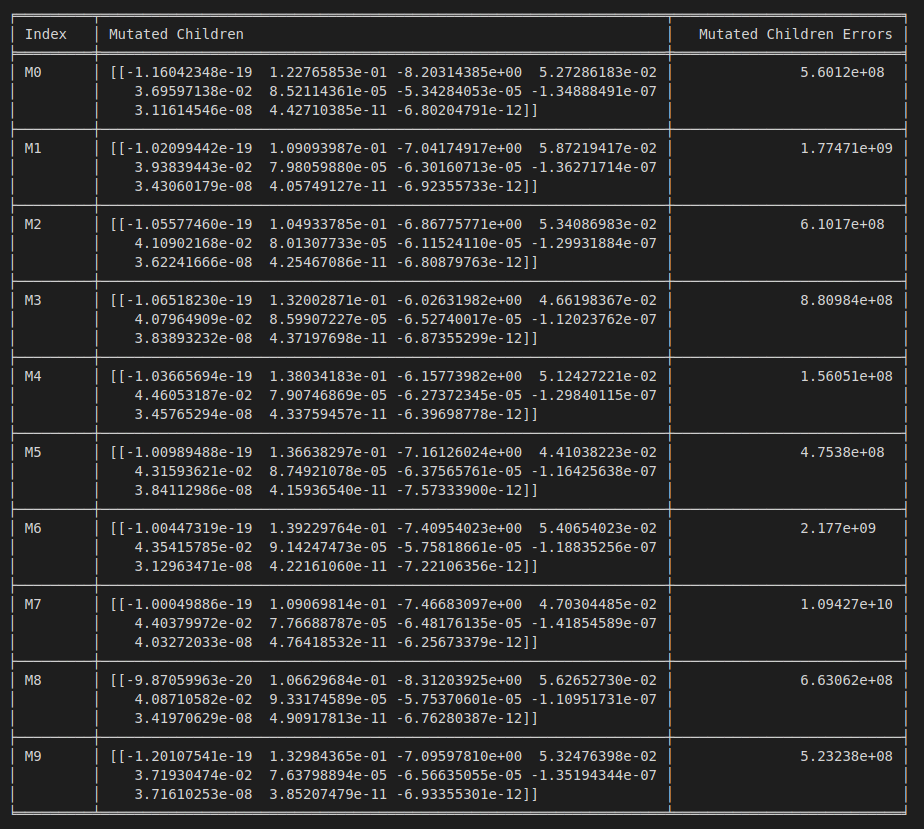 Index Mutated Children Mutated Children Errors
M0 [[-1.16042348e-19 1.22765853e-01 -8.20314385e+00 5.27286183e-02 5.6012e+08
3.69597138e-02 8.52114361e-05 -5.34284053e-05 -1.34888491e-07
3.11614546e-08 4.42710385e-11 -6.80204791e-12]]
M1 [[-1.02099442e-19 1.09093987e-01 -7.04174917e+00 5.87219417e-02 1.77471e+09
3.93839443e-02 7.98059880e-05 -6.30160713e-05 -1.36271714e-07
3.43060179e-08 4.05749127e-11 -6.92355733e-12]]
M2 [[-1.05577460e-19 1.04933785e-01 -6.86775771e+00 5.34086983e-02 6.1017e+08
4.10902168e-02 8.01307733e-05 -6.11524110e-05 -1.29931884e-07
3.62241666e-08 4.25467086e-11 -6.80879763e-12]]
M3 [[-1.06518230e-19 1.32002871e-01 -6.02631982e+00 4.66198367e-02 8.80984e+08
4.07964909e-02 8.59907227e-05 -6.52740017e-05 -1.12023762e-07
3.83893232e-08 4.37197698e-11 -6.87355299e-12]]
M4 [[-1.03665694e-19 1.38034183e-01 -6.15773982e+00 5.12427221e-02 1.56051e+08
4.46053187e-02 7.90746869e-05 -6.27372345e-05 -1.29840115e-07
3.45765294e-08 4.33759457e-11 -6.39698778e-12]]
M5 [[-1.00989488e-19 1.36638297e-01 -7.16126024e+00 4.41038223e-02 4.7538e+08
4.31593621e-02 8.74921078e-05 -6.37565761e-05 -1.16425638e-07
3.84112986e-08 4.15936540e-11 -7.57333900e-12]]
M6 [[-1.00447319e-19 1.39229764e-01 -7.40954023e+00 5.40654023e-02 2.177e+09
4.35415785e-02 9.14247473e-05 -5.75818661e-05 -1.18835256e-07
3.12963471e-08 4.22161060e-11 -7.22106356e-12]]
M7 [[-1.00049886e-19 1.09069814e-01 -7.46683097e+00 4.70304485e-02 1.09427e+10
4.40379972e-02 7.76688787e-05 -6.48176135e-05 -1.41854589e-07
4.03272033e-08 4.76418532e-11 -6.25673379e-12]]
M8 [[-9.87059963e-20 1.06629684e-01 -8.31203925e+00 5.62652730e-02 6.63062e+08
4.08710582e-02 9.33174589e-05 -5.75370601e-05 -1.10951731e-07
3.41970629e-08 4.90917813e-11 -6.76280387e-12]]
M9 [[-1.20107541e-19 1.32984365e-01 -7.09597810e+00 5.32476398e-02 5.23238e+08
3.71930474e-02 7.63798894e-05 -6.56635055e-05 -1.35194344e-07
3.71610253e-08 3.85207479e-11 -6.93355301e-12]]